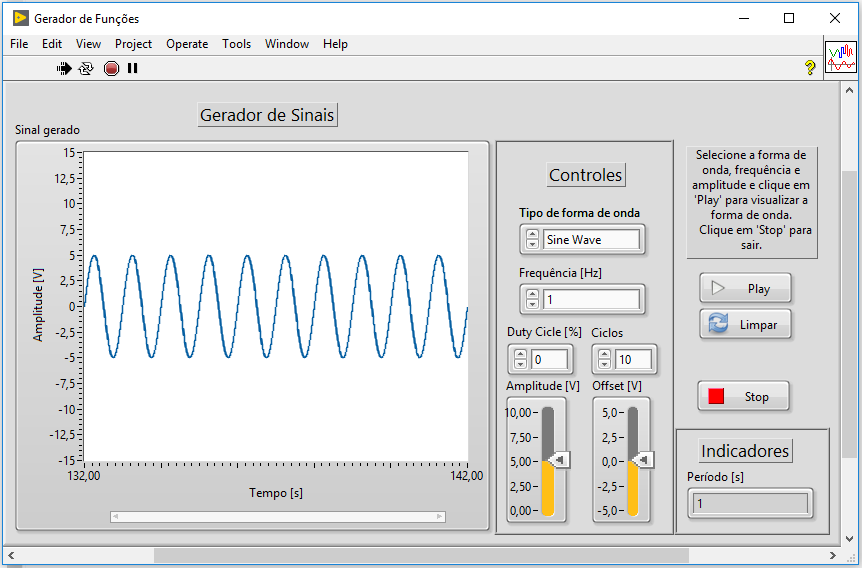 Gerador de Funções
File Edit View Project Operate Tools Window Help
?
Gerador de Sinais
Sinal gerado
15
12,5
10
7,5
5
2,5
0
-2,5
-5
-7,5
-10
-12,5
-15
Amplitude [V]
132,00 142,00
Tempo [s]
Controles
Tipo de forma de onda
Sine Wave
Frequência [Hz]
1
Duty Cicle [%] Ciclos
0 10
Amplitude [V] Offset [V]
10,00 5,0
7,50 2,5
5,00 0,0
2,50 -2,5
0,00 -5,0
Selecione a forma de
onda, frequência e
amplitude e clique em
'Play' para visualizar a
forma de onda.
Clique em 'Stop' para
sair.
Play
Limpar
Stop
Indicadores
Período [s]
1